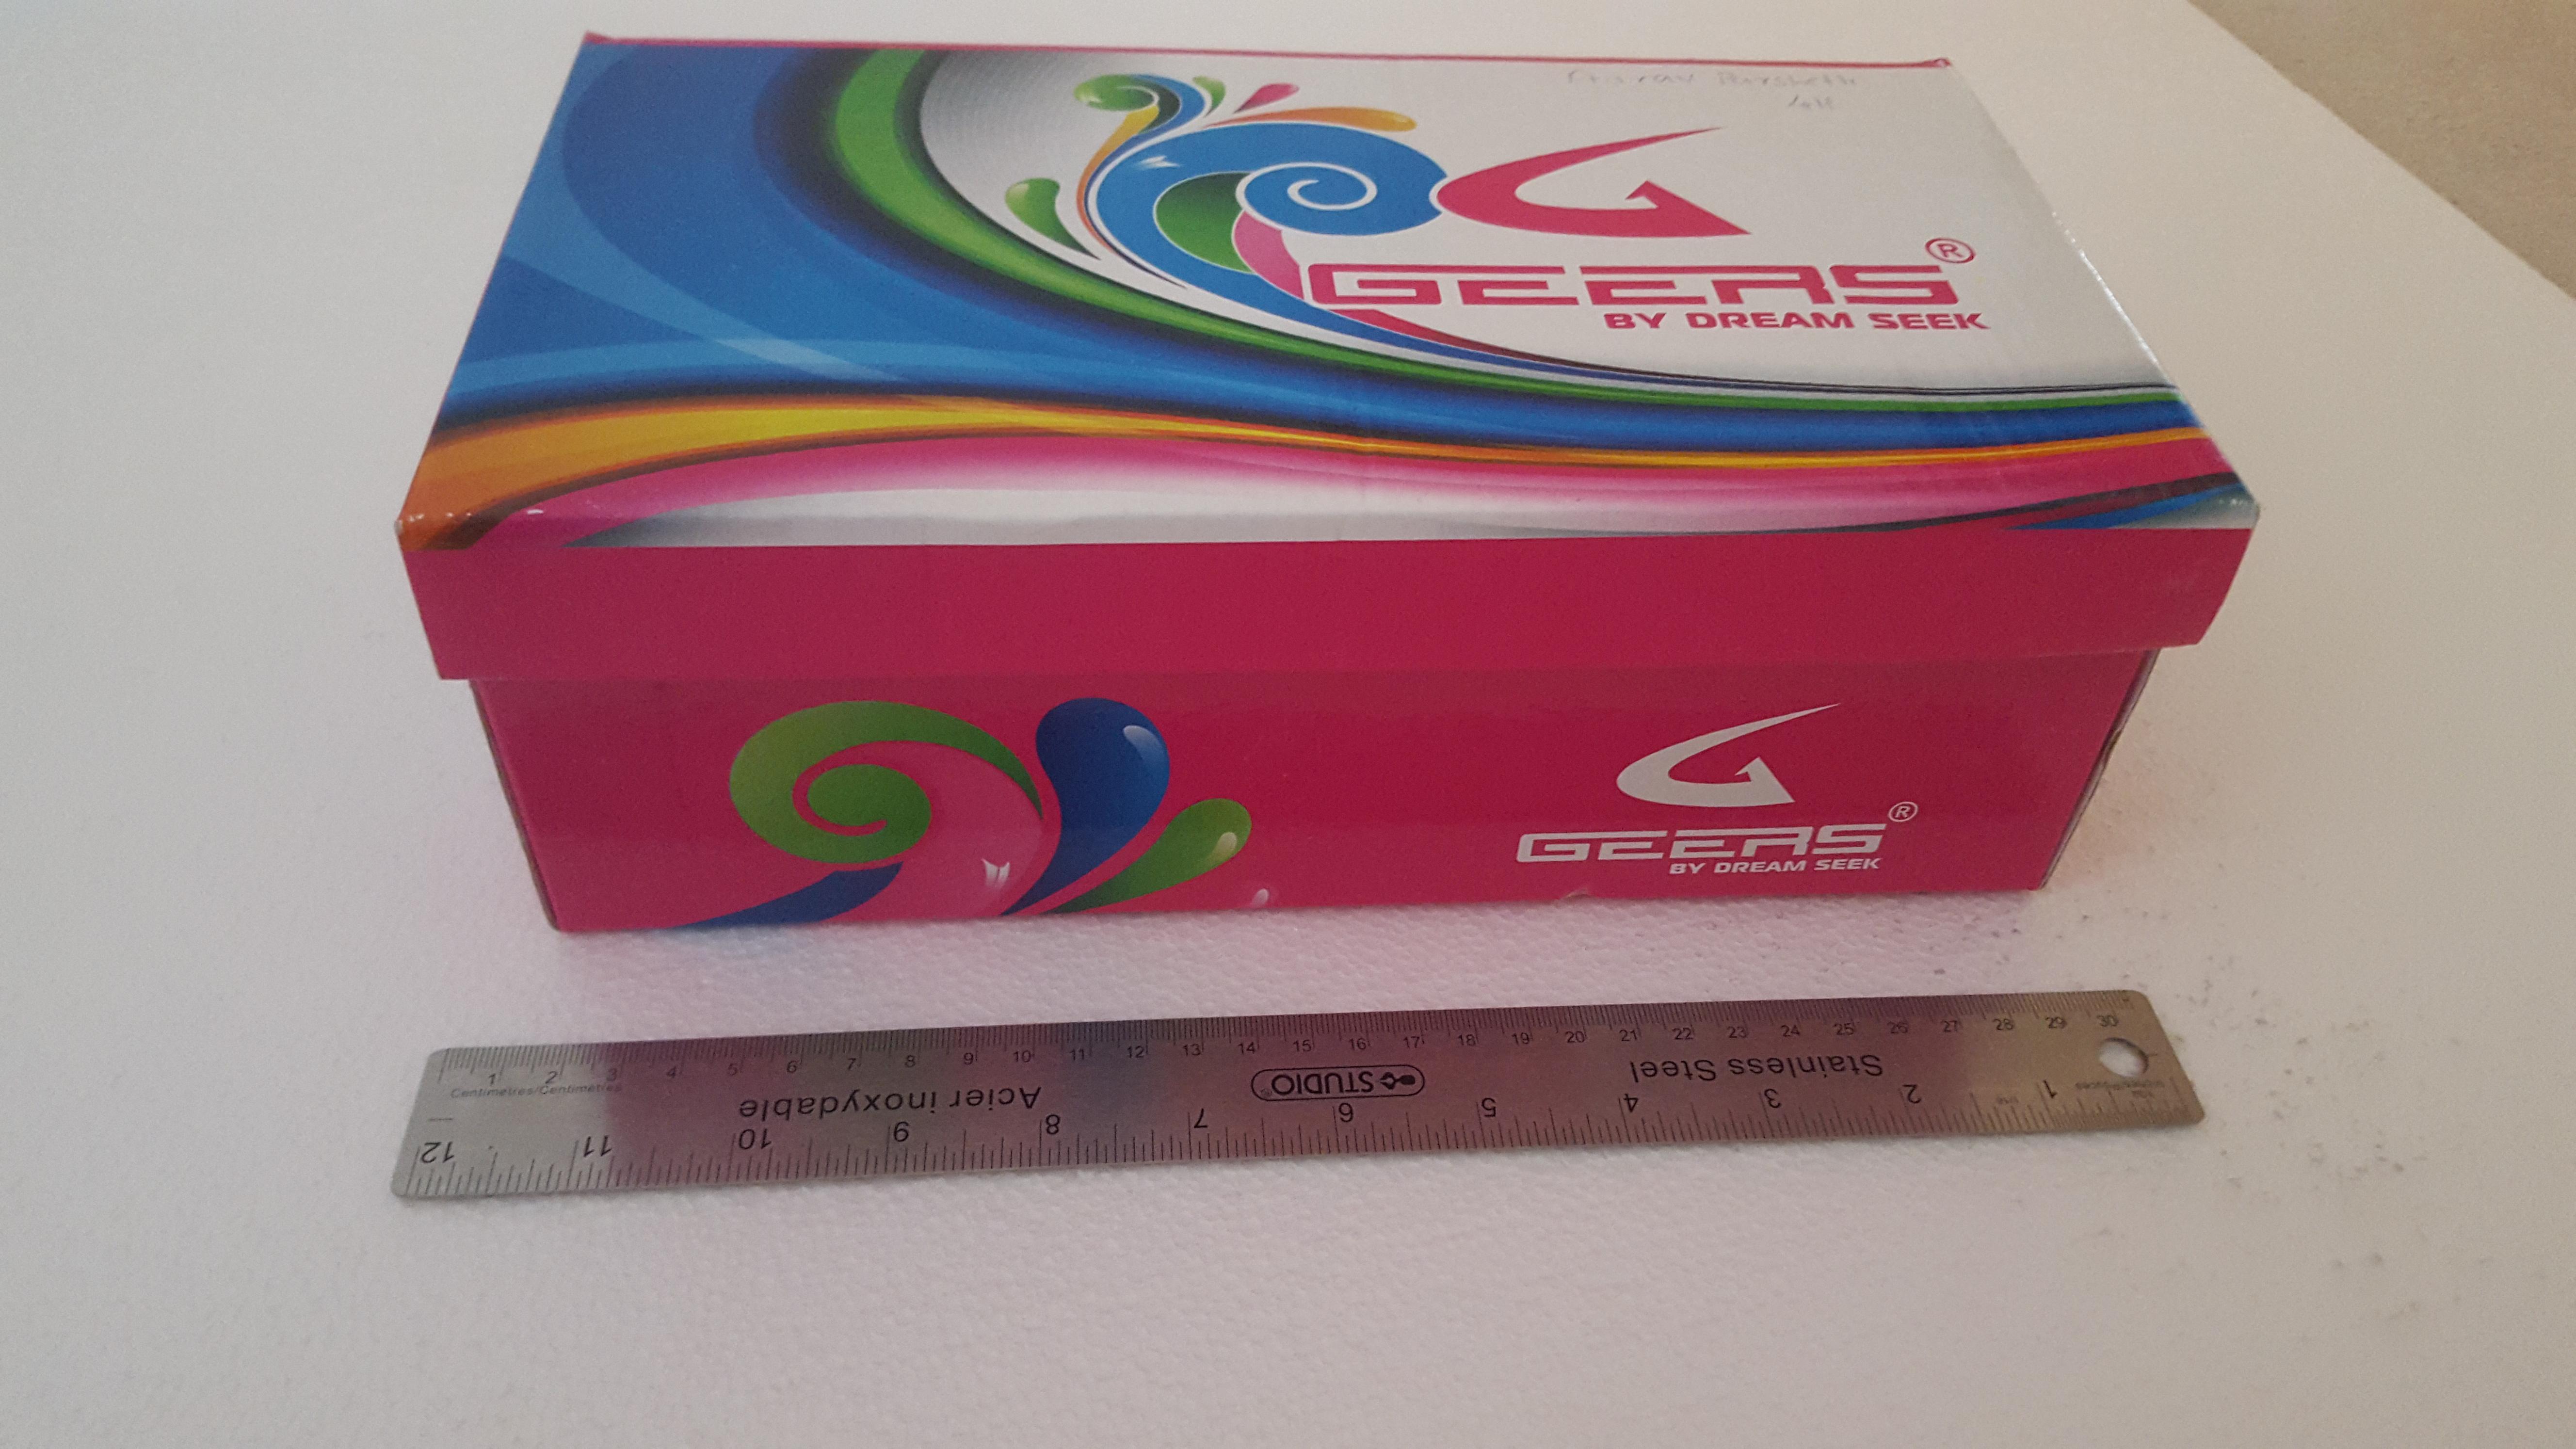 GEERS®
BY DREAM SEEK
GEERS®
BY DREAM SEEK
1 2 3 4 5 6 7 8 9 10 11 12 13 14 15 16 17 18 19 20 21 22 23 24 25 26 27 28 29 30
Centimetres/Centimetres
Stainless Steel
STUDIO
Acier inoxydable
1 2 3 4 5 6 7 8 9 10 11 12